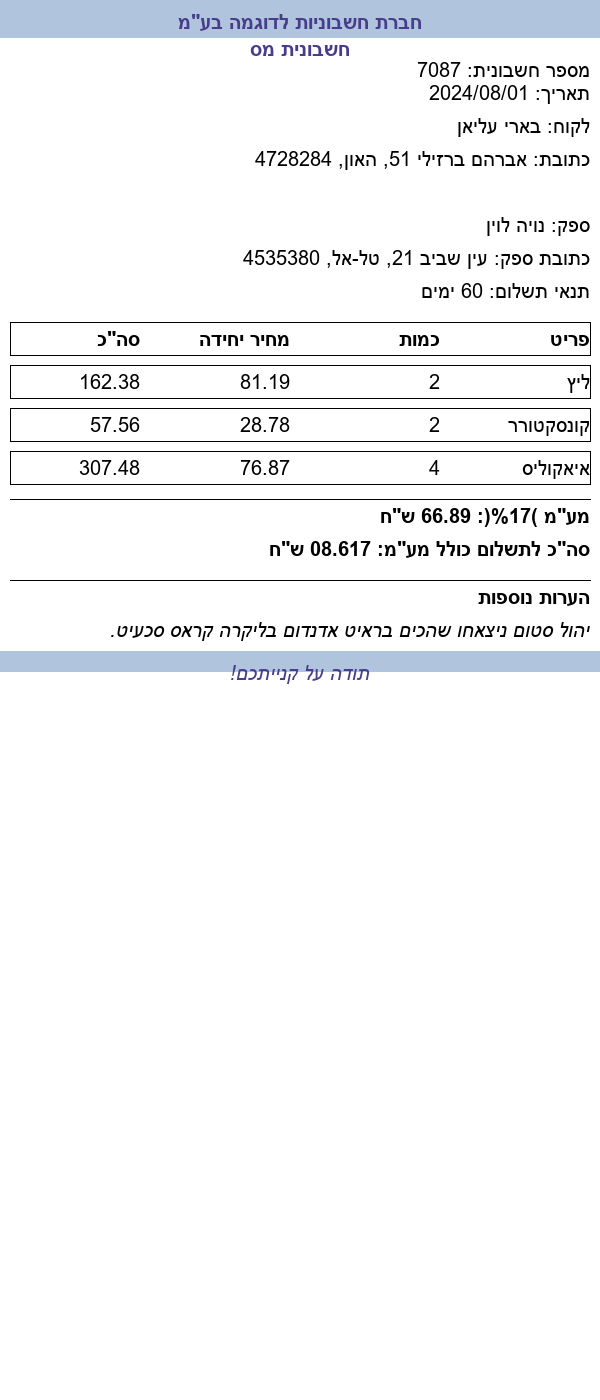 חברת חשבוניות לדוגמה בע"מ
חשבונית מס
מספר חשבונית: 7087
תאריך: 2024/08/01
לקוח: בארי עליאן
כתובת: אברהם ברזילי 51, האון, 4728284
ספק: נויה לוין
כתובת ספק: עין שביב 21, טל-אל, 4535380
תנאי תשלום: 60 ימים
פריט כמות מחיר יחידה סה"כ
ליץ 2 81.19 162.38
קונסקטורר 2 28.78 57.56
איאקוליס 4 76.87 307.48
מע"מ )17%(: 66.89 ש"ח
סה"כ לתשלום כולל מע"מ: 08.617 ש"ח
הערות נוספות
יהול סטום ניצאחו שהכים בראיט אדנדום בליקרה קראס סכעיט.
תודה על קנייתכם!